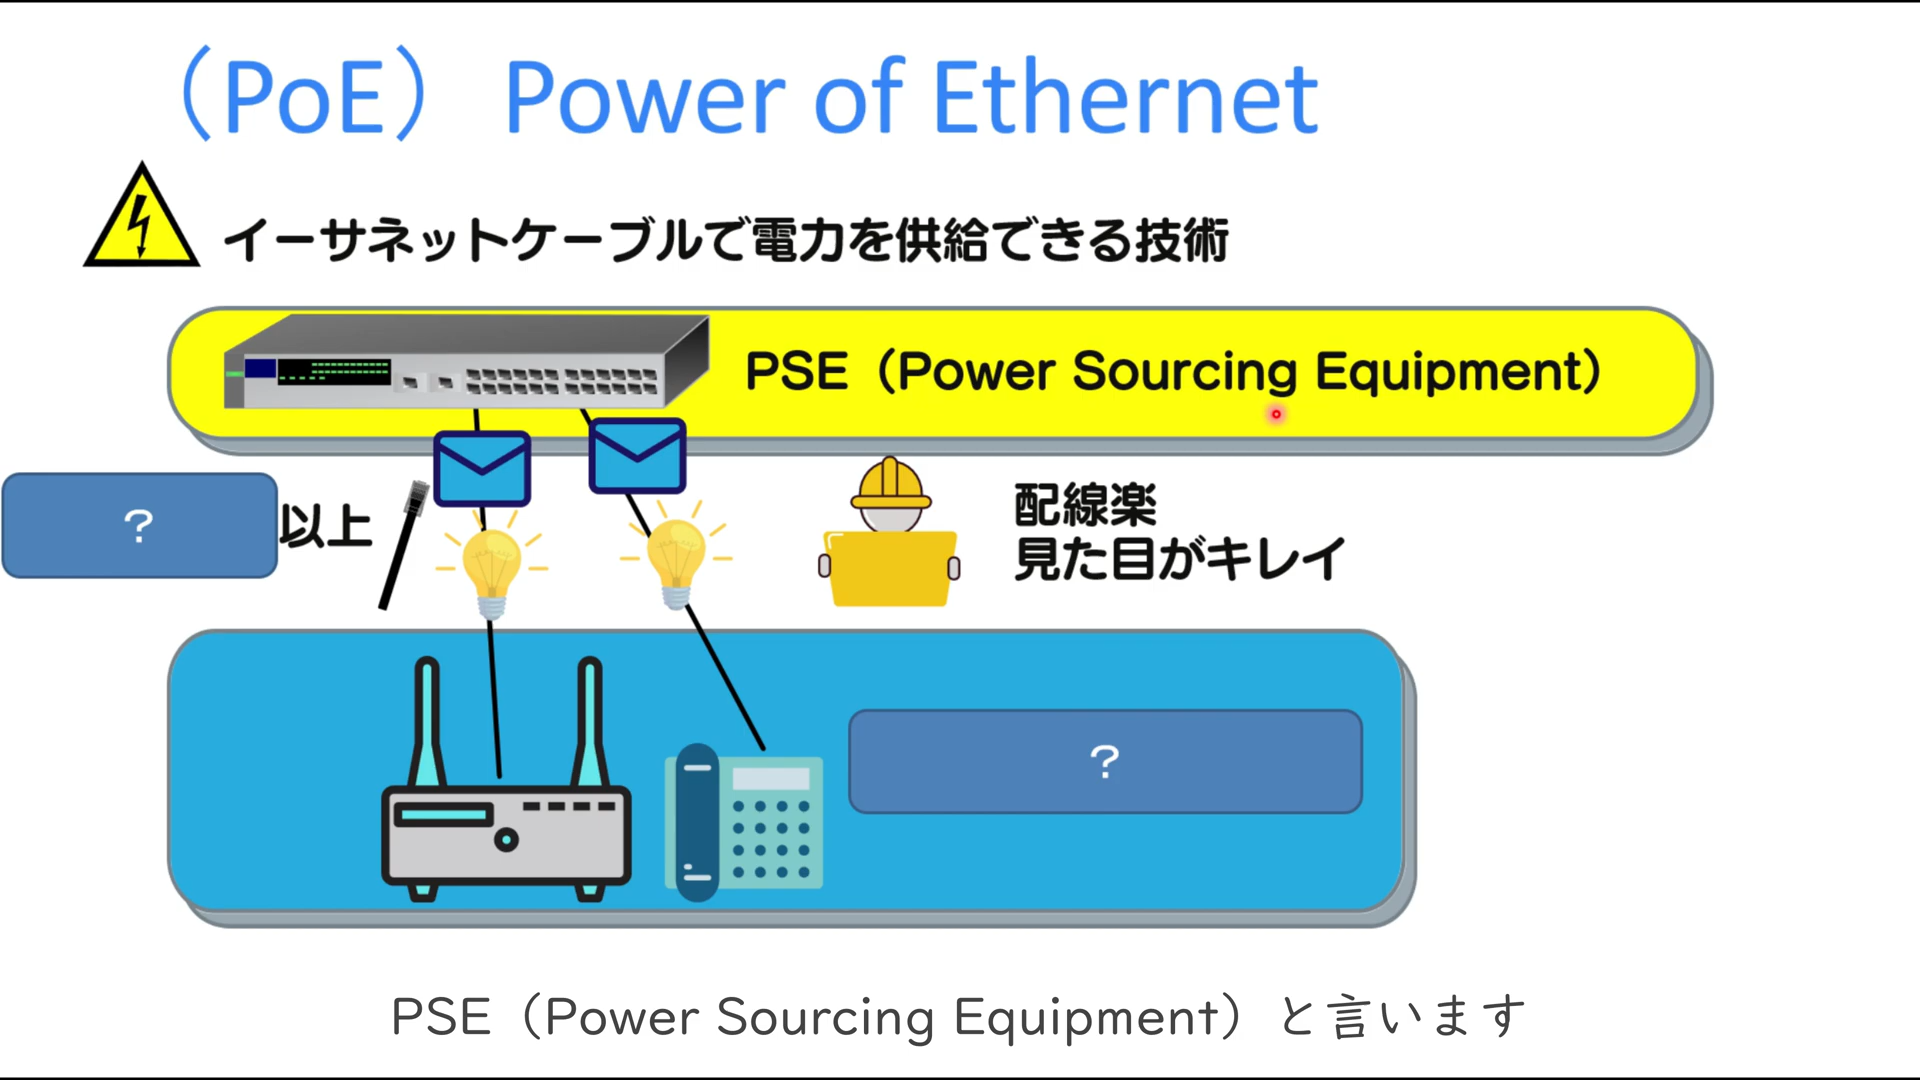 （PoE） Power of Ethernet
イーサネットケーブルで電力を供給できる技術
PSE（Power Sourcing Equipment）
？
以上
配線楽
見た目がキレイ
？
PSE（Power Sourcing Equipment）と言います